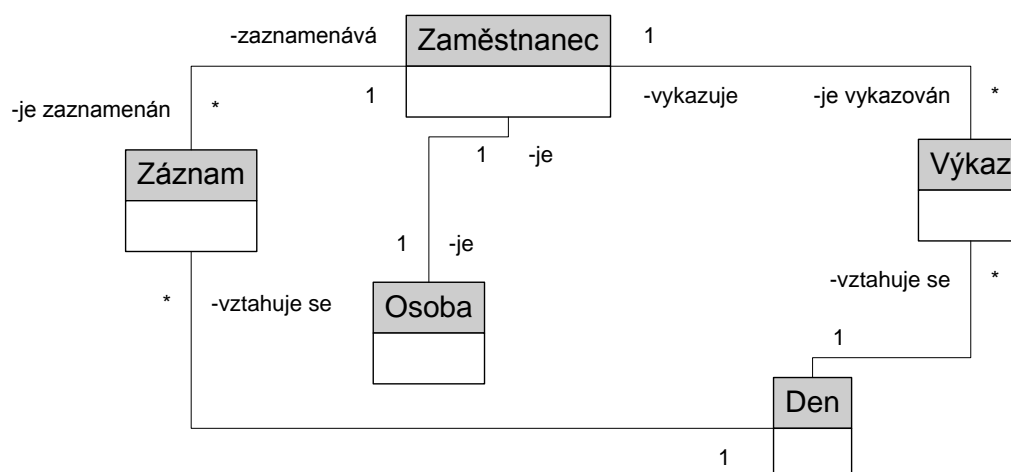 -zaznamenává
Zaměstnanec
1
-je zaznamenán
*
1
-vykazuje
-je vykazován
*
Záznam
1
-je
Výkaz
1
-je
*
-vztahuje se
Osoba
-vztahuje se
*
1
Den
1